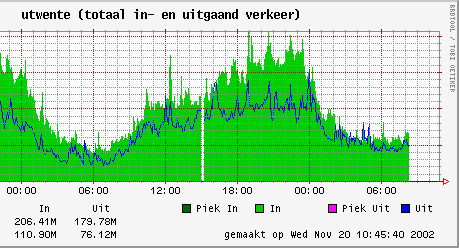 utwente (totaal in- en uitgaand verkeer)
RRDTOOL / TOBI OETIKER
00:00 06:00 12:00 18:00 00:00 06:00
In Uit Piek In In Piek Uit Uit
206.41M 179.78M
110.90M 76.12M gemaakt op Wed Nov 20 10:45:40 2002